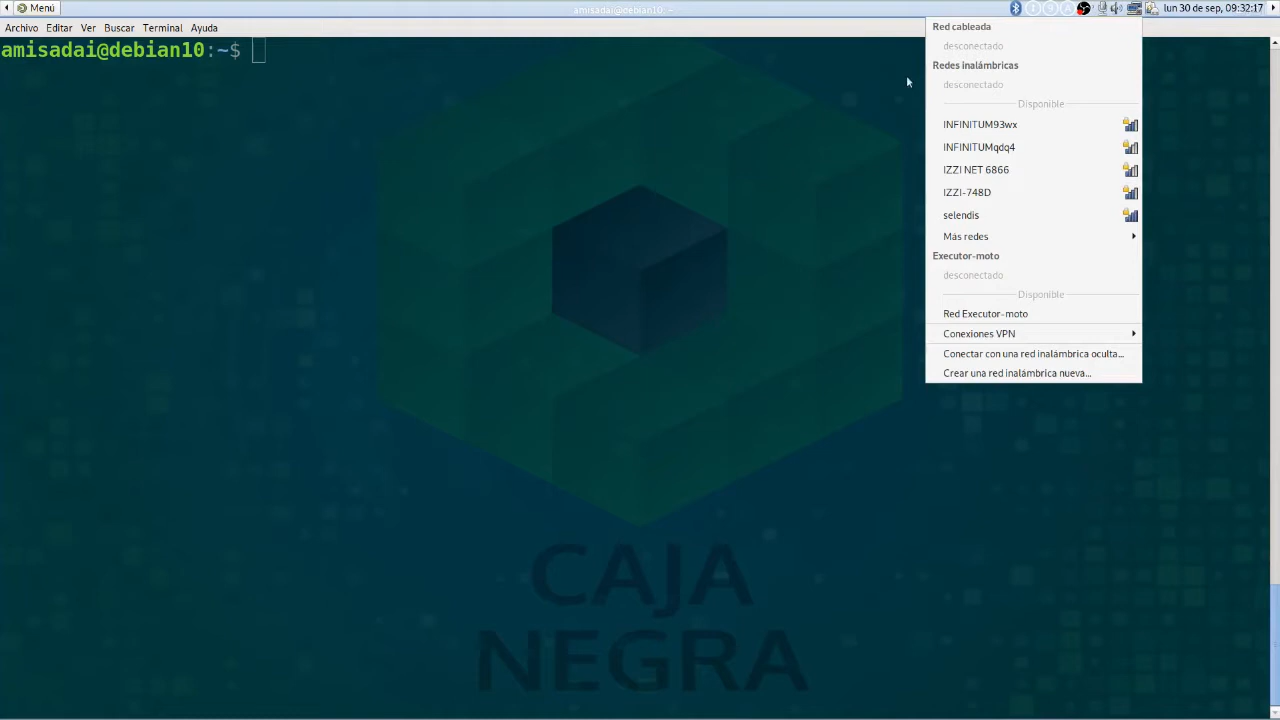 Menú
amisadai@debian10: ~
lun 30 de sep, 09:32:17
Archivo Editar Ver Buscar Terminal Ayuda
amisadai@debian10:~$
Red cableada
desconectado
Redes inalámbricas
desconectado
Disponible
INFINITUM93wx
INFINITUMqdq4
IZZI NET 6866
IZZI-748D
selendis
Más redes
Executor-moto
desconectado
Disponible
Red Executor-moto
Conexiones VPN
Conectar con una red inalámbrica oculta...
Crear una red inalámbrica nueva...
CAJA
NEGRA